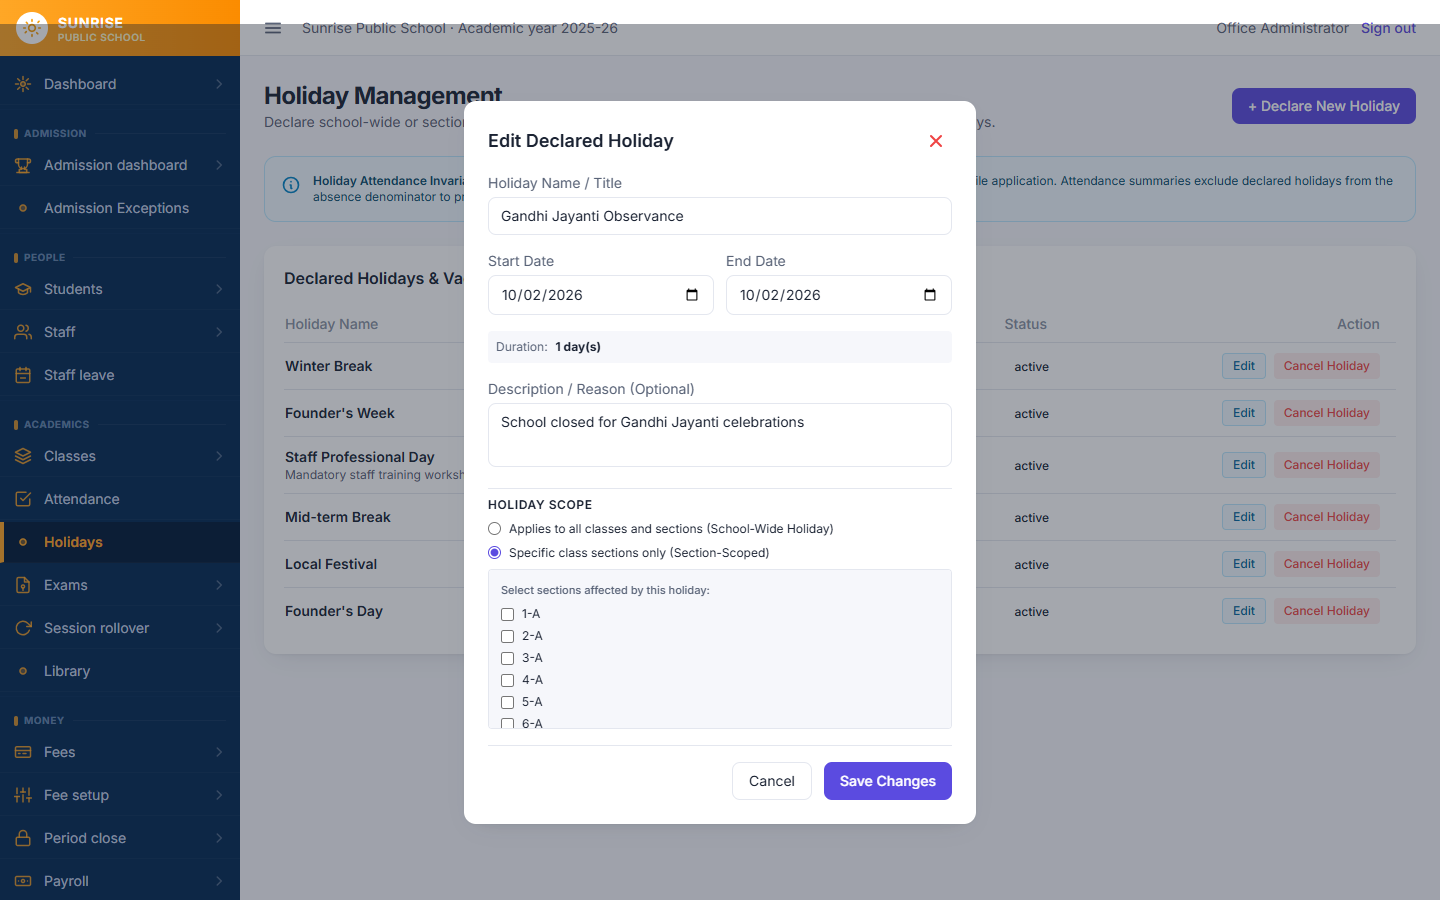 SUNRISE
PUBLIC SCHOOL
Sunrise Public School · Academic year 2025-26
Office Administrator
Sign out
Dashboard
ADMISSION
Admission dashboard
Admission Exceptions
PEOPLE
Students
Staff
Staff leave
ACADEMICS
Classes
Attendance
Holidays
Exams
Session rollover
Library
MONEY
Fees
Fee setup
Period close
Payroll
Holiday Management
Declare school-wide or section
ys.
+ Declare New Holiday
Holiday Attendance
ile application. Attendance summaries exclude declared holidays from the
absence denominator to
Declared Holidays &
Holiday Name
Status
Action
Winter Break
active
Edit
Cancel Holiday
Founder's Week
active
Edit
Cancel Holiday
Staff Professional Day
Mandatory staff training
active
Edit
Cancel Holiday
Mid-term Break
active
Edit
Cancel Holiday
Local Festival
active
Edit
Cancel Holiday
Founder's Day
active
Edit
Cancel Holiday
Edit Declared Holiday
Holiday Name / Title
Gandhi Jayanti Observance
Start Date
End Date
10/02/2026
10/02/2026
Duration: 1 day(s)
Description / Reason (Optional)
School closed for Gandhi Jayanti celebrations
HOLIDAY SCOPE
Applies to all classes and sections (School-Wide Holiday)
Specific class sections only (Section-Scoped)
Select sections affected by this holiday:
1-A
2-A
3-A
4-A
5-A
6-A
Cancel
Save Changes